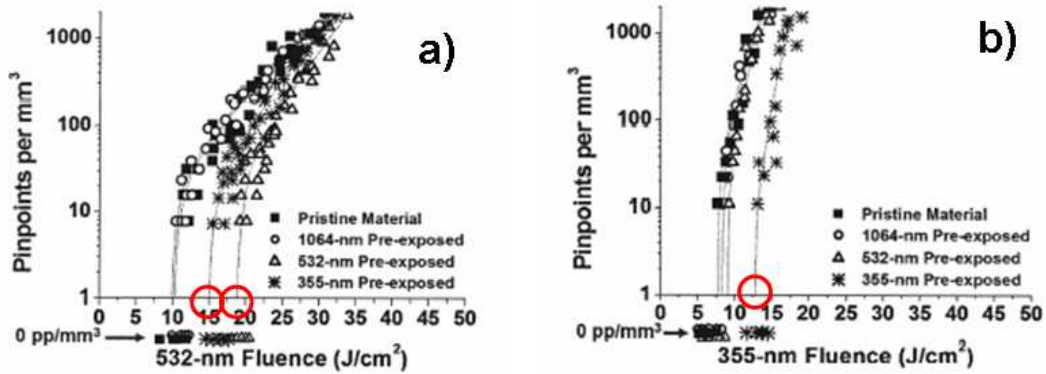 a)
Pinpoints per mm³
1000
100
10
1
Pristine Material
1064-nm Pre-exposed
532-nm Pre-exposed
355-nm Pre-exposed
0 5 10 15 20 25 30 35 40 45 50
0 pp/mm³
532-nm Fluence (J/cm²)
b)
Pinpoints per mm³
1000
100
10
1
Pristine Material
1064-nm Pre-exposed
532-nm Pre-exposed
355-nm Pre-exposed
0 5 10 15 20 25 30 35 40 45 50
0 pp/mm³
355-nm Fluence (J/cm²)